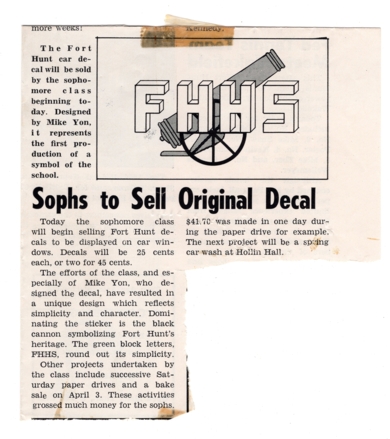 more weeks!
Kennedy.
The Fort
Hunt car de-
cal will be sold
by the sopho-
more class
beginning to-
day. Designed
by Mike Yon,
it represents
the first pro-
duction of a
symbol of the
school.
FHHS
Sophs to Sell Original Decal
Today the sophomore class
will begin selling Fort Hunt de-
cals to be displayed on car win-
dows. Decals will be 25 cents
each, or two for 45 cents.
The efforts of the class, and es-
pecially of Mike Yon, who de-
signed the decal, have resulted in
a unique design which reflects
simplicity and character. Domi-
nating the sticker is the black
cannon symbolizing Fort Hunt's
heritage. The green block letters,
FHHS, round out its simplicity.
Other projects undertaken by
the class include successive Sat-
urday paper drives and a bake
sale on April 3. These activities
grossed much money for the sophs.
$41.70 was made in one day dur-
ing the paper drive for example.
The next project will be a spring
car wash at Hollin Hall.